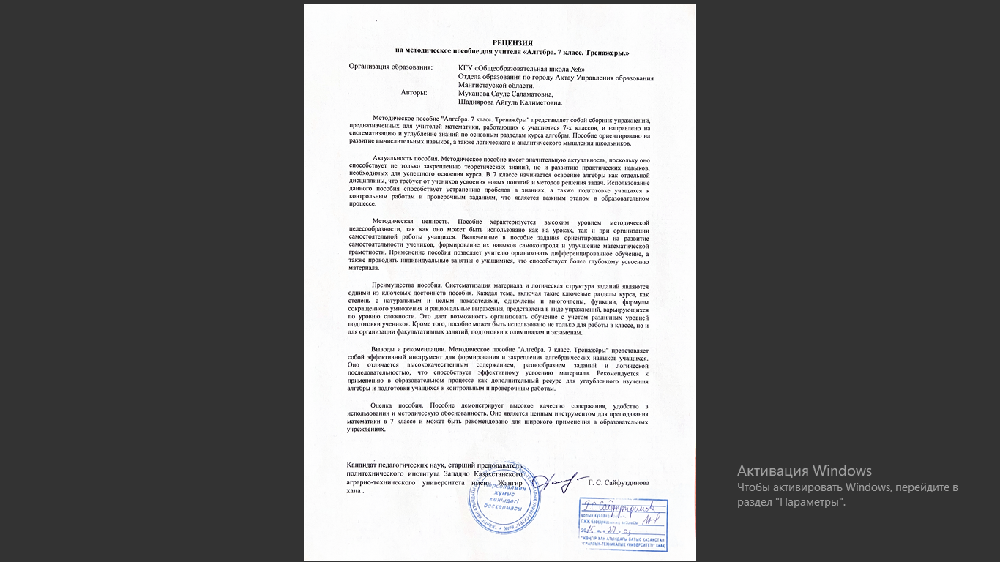 РЕЦЕНЗИЯ
на методическое пособие для учителя «Алгебра. 7 класс. Тренажеры.»
Организация образования: КГУ «Общеобразовательная школа №6»
Отдела образования по городу Актау Управления образования
Мангистауской области.
Авторы: Муканова Сауле Саламатовна,
Шадиярова Айгуль Калиметовна.
Методическое пособие "Алгебра. 7 класс. Тренажёры" представляет собой сборник упражнений,
предназначенных для учителей математики, работающих с учащимися 7-х классов, и направлено на
систематизацию и углубление знаний по основным разделам курса алгебры. Пособие ориентировано на
развитие вычислительных навыков, а также логического и аналитического мышления школьников.
Актуальность пособия. Методическое пособие имеет значительную актуальность, поскольку оно
способствует не только закреплению теоретических знаний, но и развитию практических навыков,
необходимых для успешного освоения курса. В 7 классе начинается освоение алгебры как отдельной
дисциплины, что требует от учеников усвоения новых понятий и методов решения задач. Использование
данного пособия способствует устранению пробелов в знаниях, а также подготовке учащихся к
контрольным работам и проверочным заданиям, что является важным этапом в образовательном
процессе.
Методическая ценность. Пособие характеризуется высоким уровнем методической
целесообразности, так как оно может быть использовано как на уроках, так и при организации
самостоятельной работы учащихся. Включенные в пособие задания ориентированы на развитие
самостоятельности учеников, формирование их навыков самоконтроля и улучшение математической
грамотности. Применение пособия позволяет учителю организовать дифференцированное обучение, а
также проводить индивидуальные занятия с учащимися, что способствует более глубокому усвоению
материала.
Преимущества пособия. Систематизация материала и логическая структура заданий являются
одними из ключевых достоинств пособия. Каждая тема, включая такие ключевые разделы курса, как
степень с натуральным и целым показателями, одночлены и многочлены, функции, формулы
сокращенного умножения и рациональные выражения, представлена в виде упражнений, варьирующихся
по уровню сложности. Это дает возможность организовать обучение с учетом различных уровней
подготовки учеников. Кроме того, пособие может быть использовано не только для работы в классе, но и
для организации факультативных занятий, подготовки к олимпиадам и экзаменам.
Выводы и рекомендации. Методическое пособие "Алгебра. 7 класс. Тренажёры" представляет
собой эффективный инструмент для формирования и закрепления алгебраических навыков учащихся.
Оно отличается высококачественным содержанием, разнообразием заданий и логической
последовательностью, что способствует эффективному усвоению материала. Рекомендуется к
применению в образовательном процессе как дополнительный ресурс для углубленного изучения
алгебры и подготовки учащихся к контрольным и проверочным работам.
Оценка пособия. Пособие демонстрирует высокое качество содержания, удобство в
использовании и методическую обоснованность. Оно является ценным инструментом для преподавания
математики в 7 классе и может быть рекомендовано для широкого применения в образовательных
учреждениях.
Кандидат педагогических наук, старший преподаватель
политехнического института Западно Казахстанского
аграрно-технического университета имени Жангир
хана .
Г. С. Сайфутдинова
Персоналмен
жұмыс
жөніндегі
басқармасы
Г.С. Сайфутдинова
ПЖЖ басқармасының
"ЖӘҢГІР ХАН АТЫНДАҒЫ БАТЫС ҚАЗАҚСТАН
АГРАРЛЫҚ-ТЕХНИКАЛЫҚ УНИВЕРСИТЕТІ" КеАҚ
Активация Windows
Чтобы активировать Windows, перейдите в
раздел "Параметры".